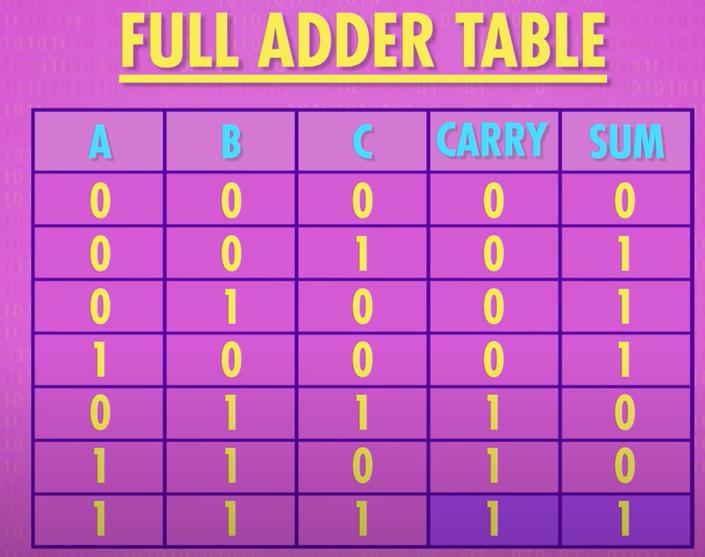 FULL ADDER TABLE
A B C CARRY SUM
0 0 0 0 0
0 0 1 0 1
0 1 0 0 1
1 0 0 0 1
0 1 1 1 0
1 1 0 1 0
1 1 1 1 1